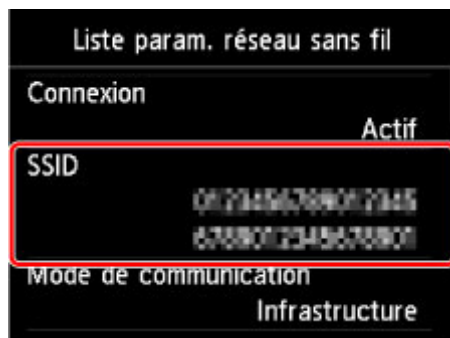 Liste param. réseau sans fil
Connexion
Actif
SSID
Mode de communication
Infrastructure